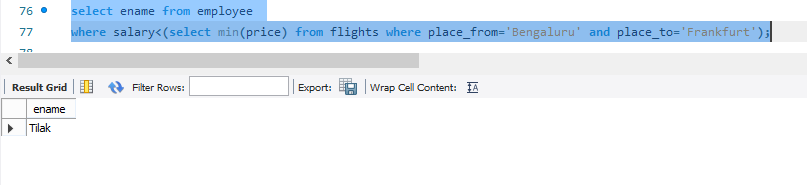 76 select ename from employee
77 where salary<(select min(price) from flights where place_from='Bengaluru' and place_to='Frankfurt');
78
Result Grid Filter Rows: Export: Wrap Cell Content:
ename
Tilak